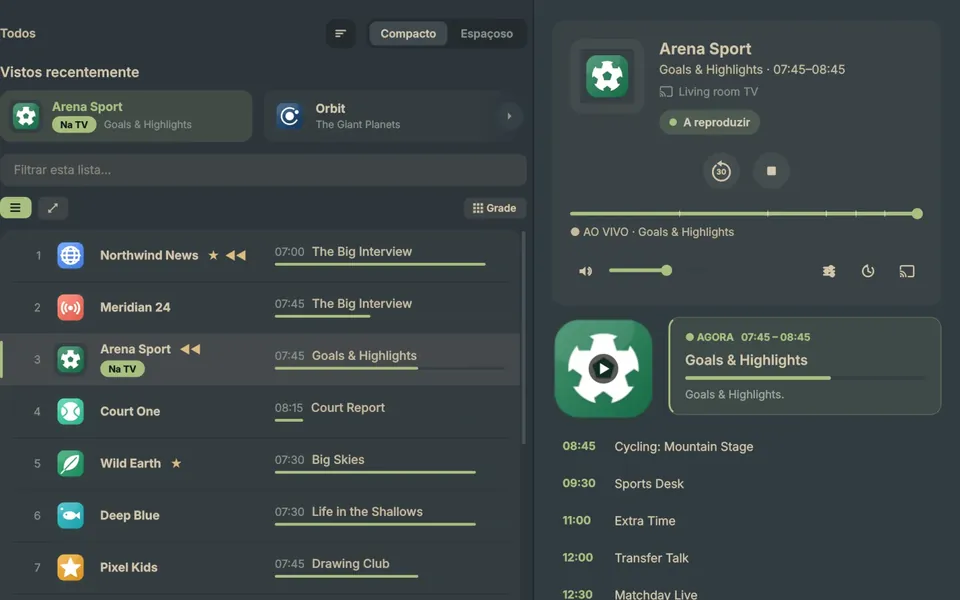 Todos
Compacto
Espaçoso
Vistos recentemente
Arena Sport
Na TV Goals & Highlights
Orbit
The Giant Planets
Filtrar esta lista...
Grade
1 Northwind News 07:00 The Big Interview
2 Meridian 24 07:45 The Big Interview
3 Arena Sport 07:45 Goals & Highlights
Na TV
4 Court One 08:15 Court Report
5 Wild Earth 07:30 Big Skies
6 Deep Blue 07:30 Life in the Shallows
7 Pixel Kids 07:45 Drawing Club
Arena Sport
Goals & Highlights · 07:45–08:45
Living room TV
A reproduzir
30
AO VIVO · Goals & Highlights
AGORA 07:45 – 08:45
Goals & Highlights
Goals & Highlights.
08:45 Cycling: Mountain Stage
09:30 Sports Desk
11:00 Extra Time
12:00 Transfer Talk
12:30 Matchday Live